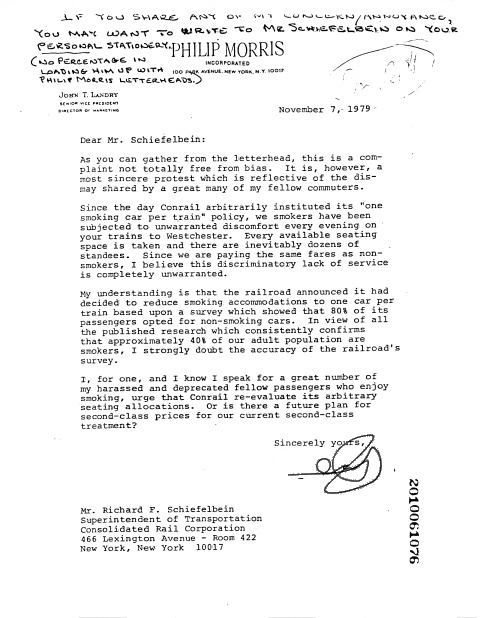 IF YOU SHARE ANY OF MY CONCERN/ANNOYANCE,
YOU MAY WANT TO WRITE TO MR SCHIEFELBEIN ON YOUR
PERSONAL STATIONERY.
(NO PERCENTAGE IN
LOADING HIM UP WITH
PHILIP MORRIS LETTERHEADS.)
PHILIP MORRIS
INCORPORATED
100 PARK AVENUE, NEW YORK, N.Y. 10017
JOHN T. LANDRY
SENIOR VICE PRESIDENT
DIRECTOR OF MARKETING
November 7, 1979
Dear Mr. Schiefelbein:
As you can gather from the letterhead, this is a com-
plaint not totally free from bias. It is, however, a
most sincere protest which is reflective of the dis-
may shared by a great many of my fellow commuters.
Since the day Conrail arbitrarily instituted its "one
smoking car per train" policy, we smokers have been
subjected to unwarranted discomfort every evening on
your trains to Westchester. Every available seating
space is taken and there are inevitably dozens of
standees. Since we are paying the same fares as non-
smokers, I believe this discriminatory lack of service
is completely unwarranted.
My understanding is that the railroad announced it had
decided to reduce smoking accommodations to one car per
train based upon a survey which showed that 80% of its
passengers opted for non-smoking cars. In view of all
the published research which consistently confirms
that approximately 40% of our adult population are
smokers, I strongly doubt the accuracy of the railroad's
survey.
I, for one, and I know I speak for a great number of
my harassed and deprecated fellow passengers who enjoy
smoking, urge that Conrail re-evaluate its arbitrary
seating allocations. Or is there a future plan for
second-class prices for our current second-class
treatment?
Sincerely yours,
Mr. Richard F. Schiefelbein
Superintendent of Transportation
Consolidated Rail Corporation
466 Lexington Avenue - Room 422
New York, New York 10017
2010061076